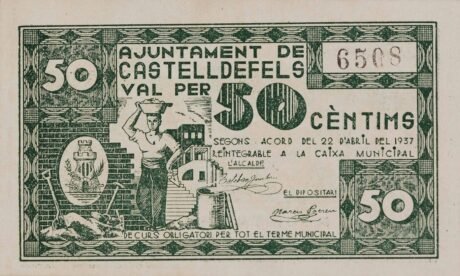 50
AJUNTAMENT DE
CASTELLDEFELS
VAL PER
6508
50
CÈNTIMS
SEGONS ACORD DEL 22 D'ABRIL DEL 1937
REINTEGRABLE A LA CAIXA MUNICIPAL
L'ALCALDE
EL DIPOSITARI
50
DE CURS OBLIGATORI PER TOT EL TERME MUNICIPAL